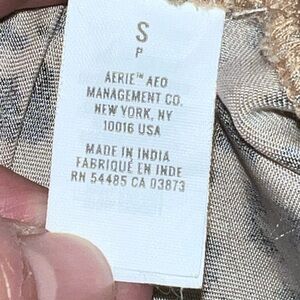 S
P
AERIE™ AEO
MANAGEMENT CO.
NEW YORK, NY
10016 USA
MADE IN INDIA
FABRIQUÉ EN INDE
RN 54485 CA 03873